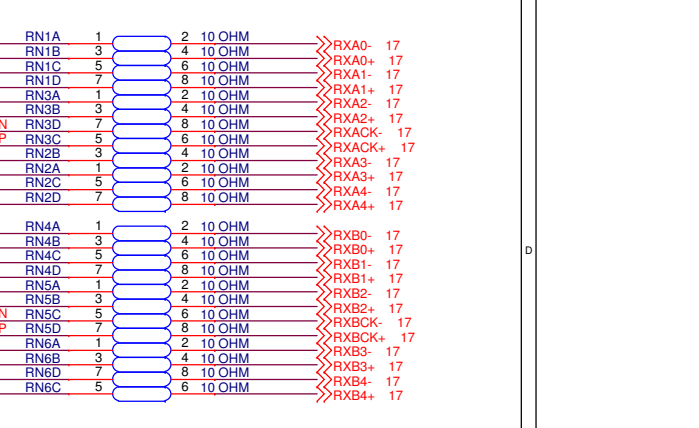 RN1A 1 2 10 OHM RXA0- 17
RN1B 3 4 10 OHM RXA0+ 17
RN1C 5 6 10 OHM RXA1- 17
RN1D 7 8 10 OHM RXA1+ 17
RN3A 1 2 10 OHM RXA2- 17
RN3B 3 4 10 OHM RXA2+ 17
N RN3D 7 8 10 OHM RXACK- 17
P RN3C 5 6 10 OHM RXACK+ 17
RN2B 3 4 10 OHM RXA3- 17
RN2A 1 2 10 OHM RXA3+ 17
RN2C 5 6 10 OHM RXA4- 17
RN2D 7 8 10 OHM RXA4+ 17
RN4A 1 2 10 OHM RXB0- 17
RN4B 3 4 10 OHM RXB0+ 17
RN4C 5 6 10 OHM RXB1- 17
RN4D 7 8 10 OHM RXB1+ 17
RN5A 1 2 10 OHM RXB2- 17
RN5B 3 4 10 OHM RXB2+ 17
N RN5C 5 6 10 OHM RXBCK- 17
P RN5D 7 8 10 OHM RXBCK+ 17
RN6A 1 2 10 OHM RXB3- 17
RN6B 3 4 10 OHM RXB3+ 17
RN6D 7 8 10 OHM RXB4- 17
RN6C 5 6 10 OHM RXB4+ 17
D